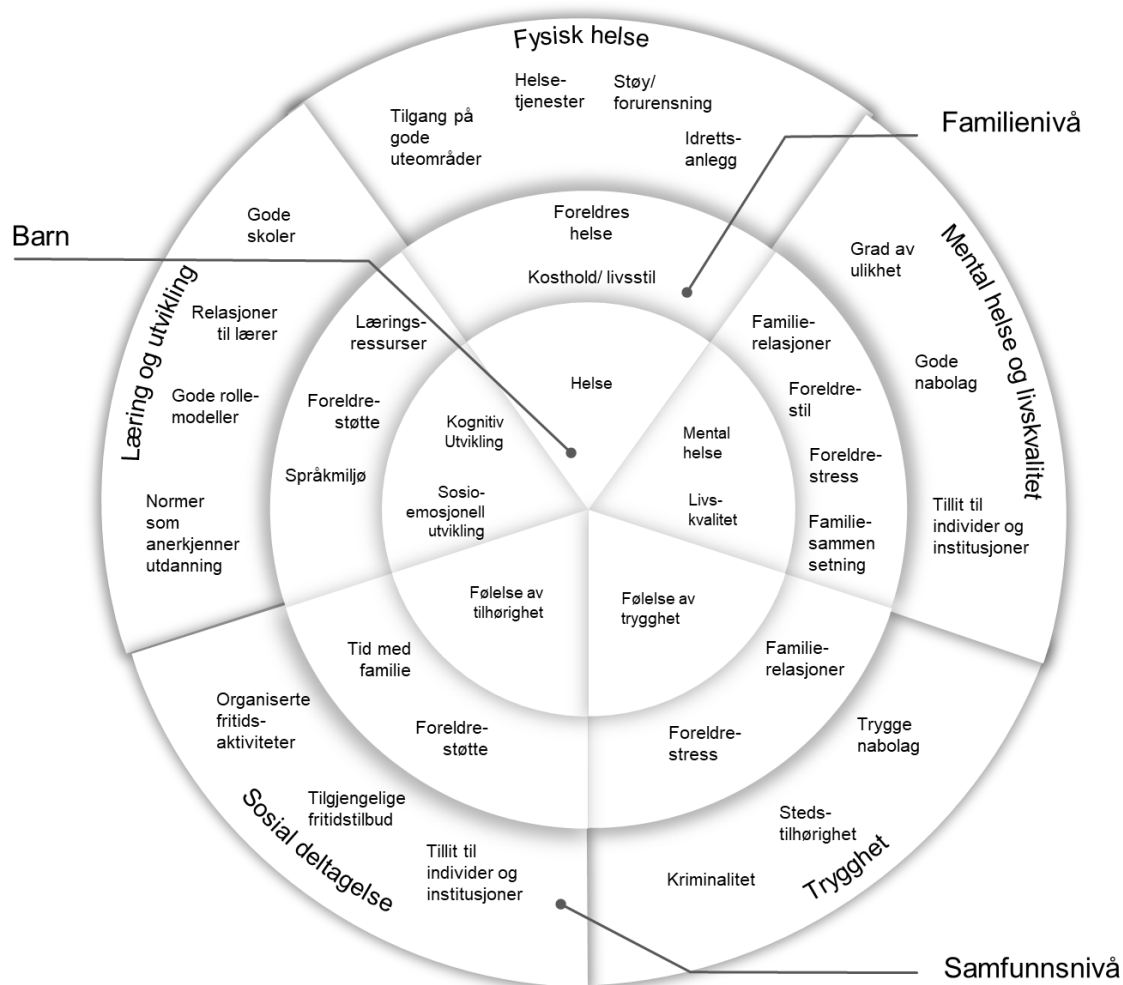 Fysisk helse
Helse-
tjenester
Støy/
forurensning
Tilgang på
gode
uteområder
Idretts-
anlegg
Familienivå
Barn
Foreldres
helse
Kosthold/ livsstil
Helse
Læring og utvikling
Gode
skoler
Relasjoner
til lærer
Gode rolle-
modeller
Normer
som
anerkjenner
utdanning
Lærings-
ressurser
Foreldre-
støtte
Språkmiljø
Kognitiv
Utvikling
Sosio-
emosjonell
utvikling
Mental helse og livskvalitet
Grad av
ulikhet
Gode
nabolag
Tillit til
individer og
institusjoner
Familie-
relasjoner
Foreldre-
stil
Foreldre-
stress
Familie-
sammen
setning
Mental
helse
Livs-
kvalitet
Følelse av
tilhørighet
Tid med
familie
Foreldre-
støtte
Organiserte
fritids-
aktiviteter
Tilgjengelige
fritidstilbud
Tillit til
individer og
institusjoner
Sosial deltagelse
Følelse av
trygghet
Familie-
relasjoner
Foreldre-
stress
Trygge
nabolag
Steds-
tilhørighet
Kriminalitet
Trygghet
Samfunnsnivå